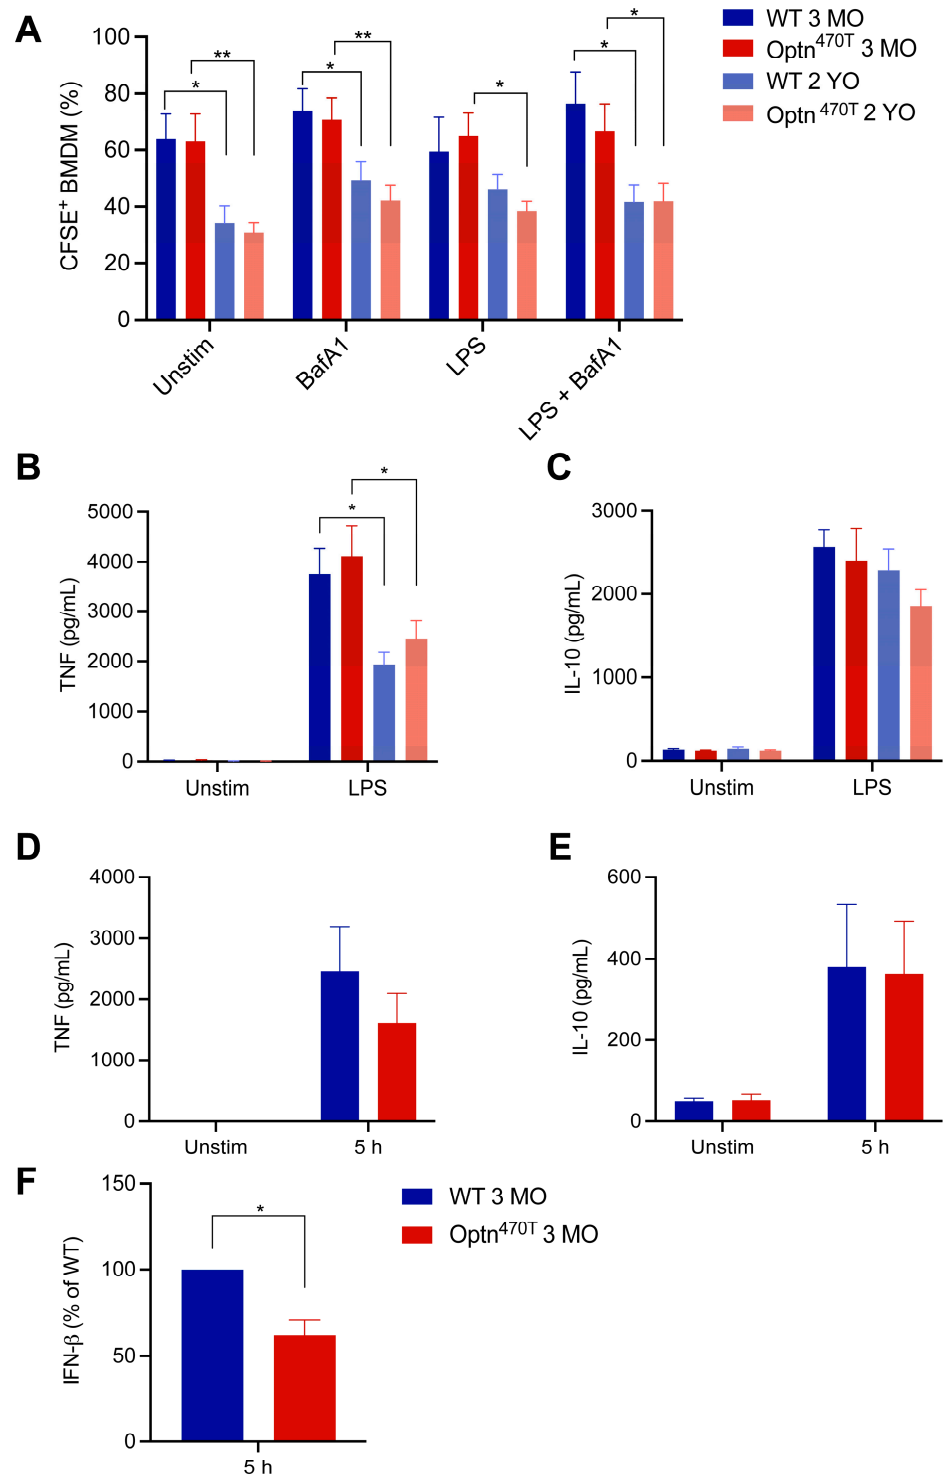 A
WT 3 MO
Optn470T 3 MO
WT 2 YO
Optn 470T 2 YO
CFSE+ BMDM (%)
100
80
60
40
20
0
*
**
*
**
*
*
*
Unstim
BafA1
LPS
LPS + BafA1
B
TNF (pg/mL)
5000
4000
3000
2000
1000
0
*
*
Unstim
LPS
C
IL-10 (pg/mL)
3000
2000
1000
0
Unstim
LPS
D
TNF (pg/mL)
4000
3000
2000
1000
0
Unstim
5 h
E
IL-10 (pg/mL)
600
400
200
0
Unstim
5 h
F
IFN-β (% of WT)
150
100
50
0
*
5 h
WT 3 MO
Optn470T 3 MO